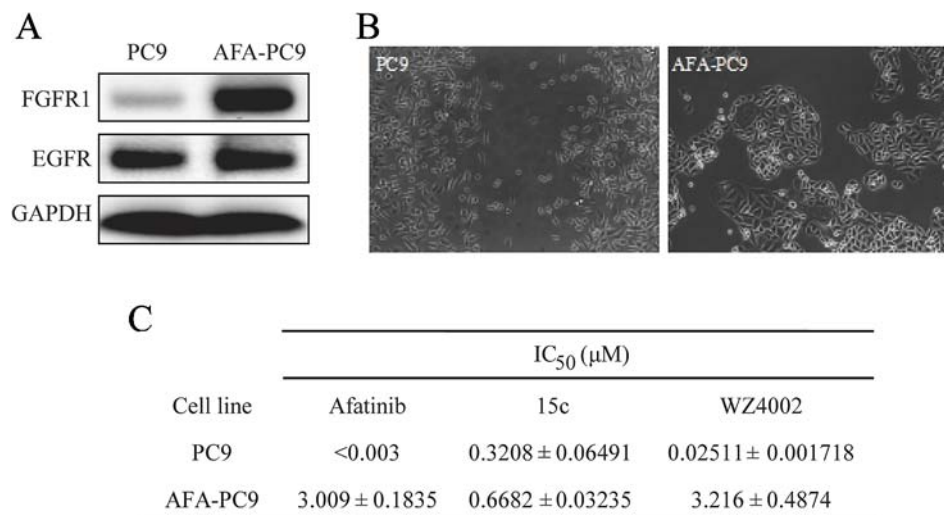 A
PC9 AFA-PC9
FGFR1
EGFR
GAPDH
B
PC9
AFA-PC9
C
IC50 (μM)
Cell line Afatinib 15c WZ4002
PC9 <0.003 0.3208 ± 0.06491 0.02511 ± 0.001718
AFA-PC9 3.009 ± 0.1835 0.6682 ± 0.03235 3.216 ± 0.4874